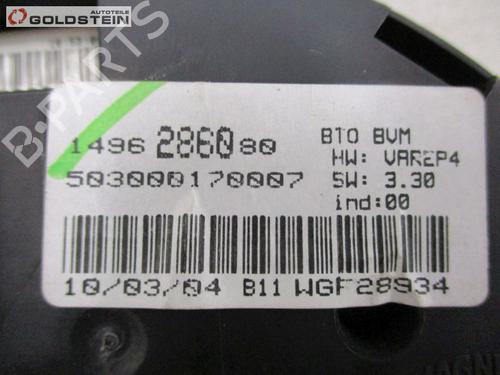 AUTOTEILE
GOLDSTEIN
B-PARTS
1496 2860 80
503000170007
BTO BVM
HW: VAREP4
SW: 3.30
ind:00
10/03/04 B11 WGF28934